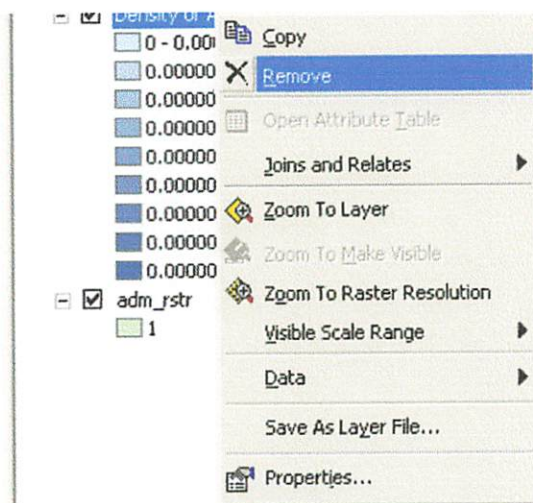 Density of A
0 - 0.00
0.00000
0.00000
0.00000
0.00000
0.00000
0.00000
0.00000
0.00000
adm_rstr
1
Copy
Remove
Open Attribute Table
Joins and Relates
Zoom To Layer
Zoom To Make Visible
Zoom To Raster Resolution
Visible Scale Range
Data
Save As Layer File...
Properties...